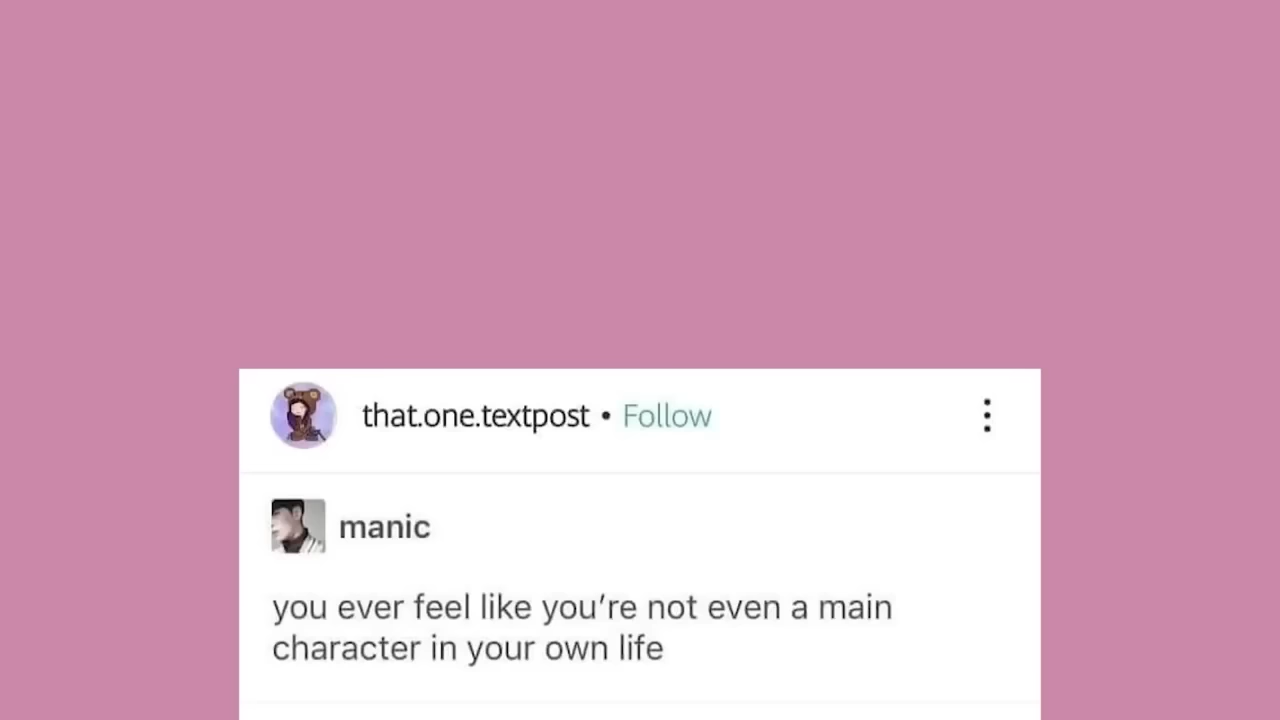 that.one.textpost • Follow
manic
you ever feel like you’re not even a main
character in your own life